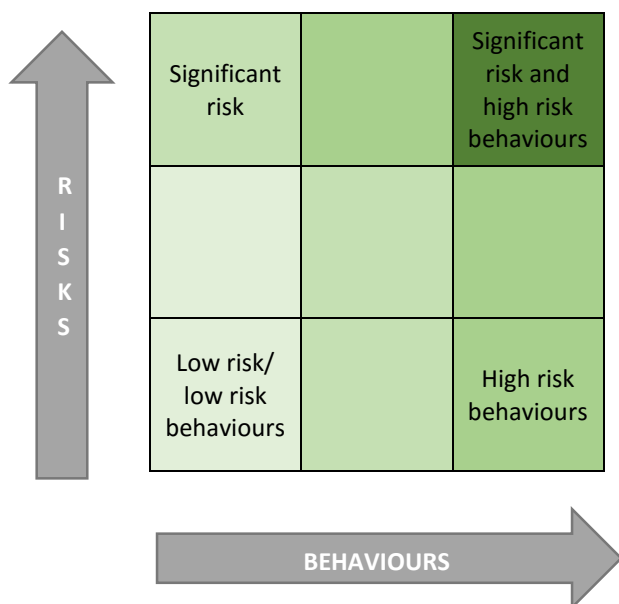 Significant
risk
Significant
risk and
high risk
behaviours
R
I
S
K
S
Low risk/
low risk
behaviours
High risk
behaviours
BEHAVIOURS